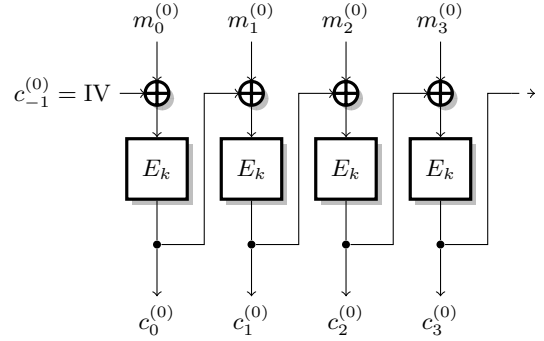 m_0^{(0)} m_1^{(0)} m_2^{(0)} m_3^{(0)}
c_{-1}^{(0)} = IV
E_k E_k E_k E_k
c_0^{(0)} c_1^{(0)} c_2^{(0)} c_3^{(0)}